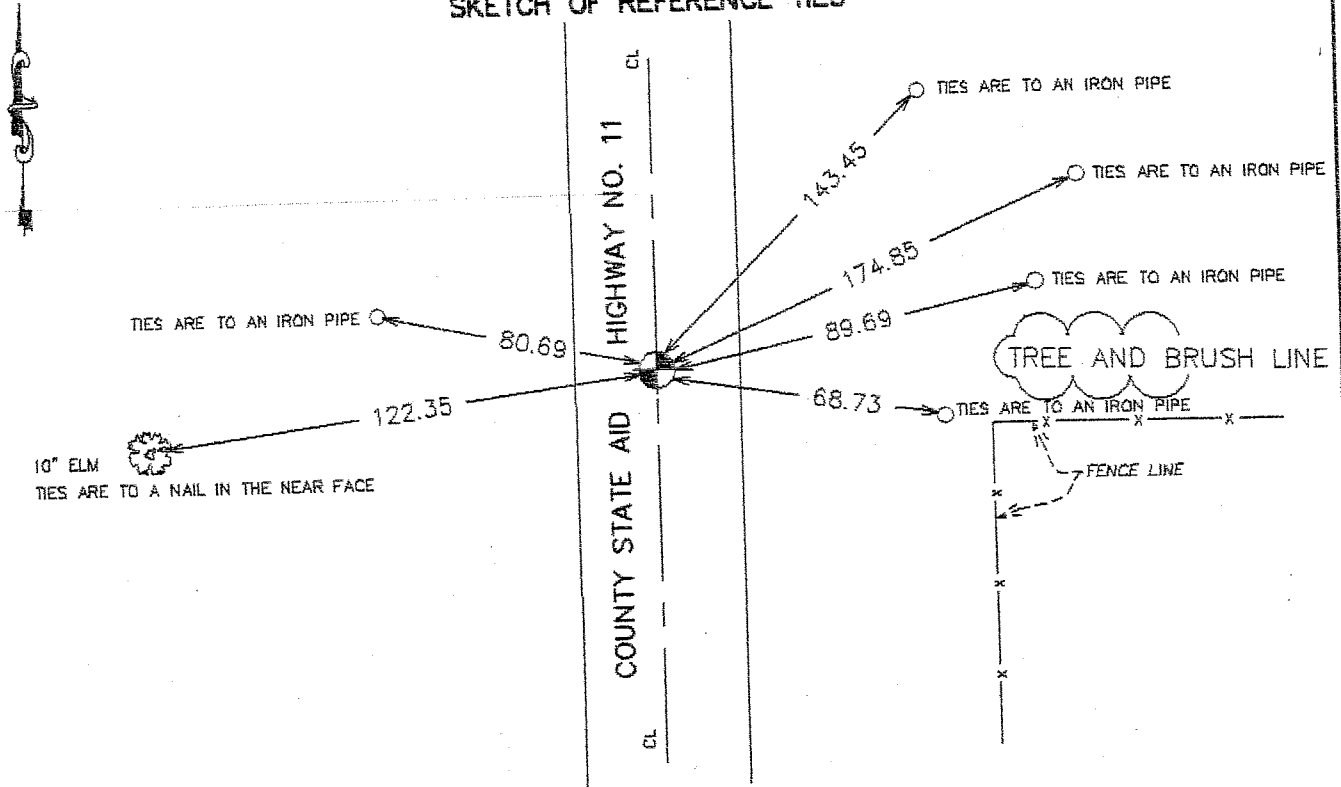 SKETCH OF REFERENCE TIES
CL
TIES ARE TO AN IRON PIPE
143.45
TIES ARE TO AN IRON PIPE
174.85
TIES ARE TO AN IRON PIPE
89.69
TIES ARE TO AN IRON PIPE
80.69
TREE AND BRUSH LINE
68.73
TIES ARE TO AN IRON PIPE
122.35
10" ELM
TIES ARE TO A NAIL IN THE NEAR FACE
FENCE LINE
COUNTY STATE AID HIGHWAY NO. 11
CL